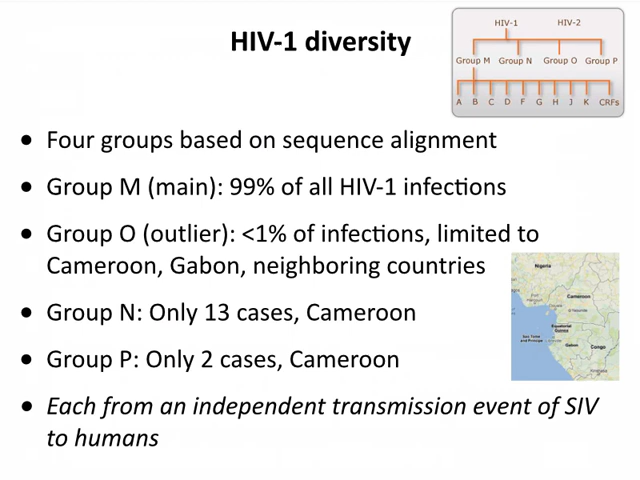 HIV-1 diversity
HIV-1 HIV-2
Group M Group N Group O Group P
A B C D F G H J K CRFs
• Four groups based on sequence alignment
• Group M (main): 99% of all HIV-1 infections
• Group O (outlier): <1% of infections, limited to
Cameroon, Gabon, neighboring countries
• Group N: Only 13 cases, Cameroon
• Group P: Only 2 cases, Cameroon
• Each from an independent transmission event of SIV
to humans
Nigeria
Cameroon
Equatorial
Guinea
Gabon
Congo